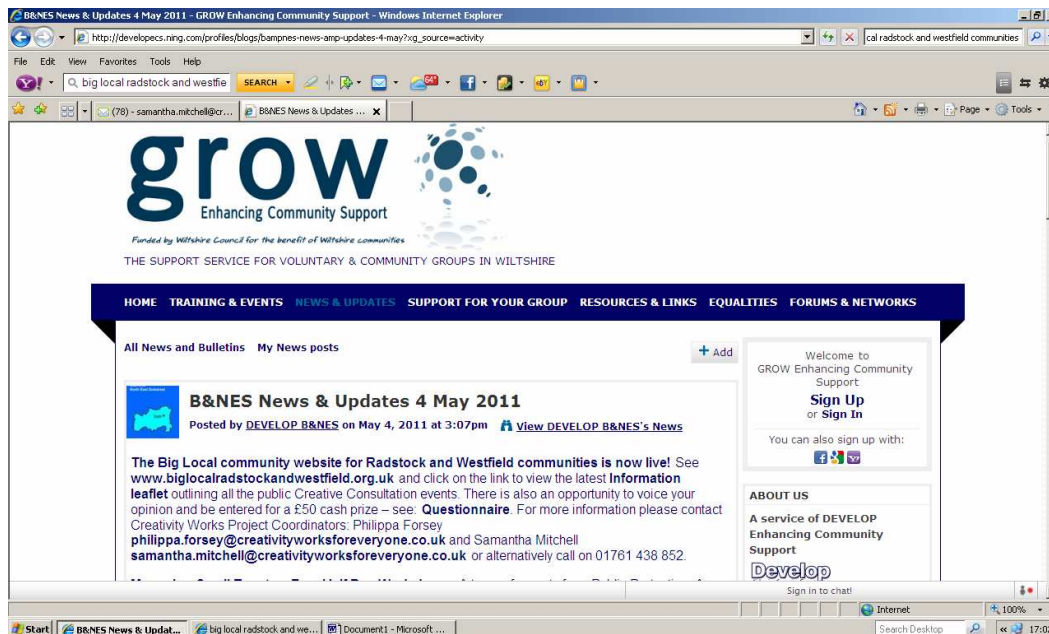 B&NES News & Updates 4 May 2011 - GROW Enhancing Community Support - Windows Internet Explorer
http://developecs.ning.com/profiles/blogs/bampnes-news-amp-updates-4-may?xg_source=activity
cal radstock and westfield communities
File Edit View Favorites Tools Help
big local radstock and westfie SEARCH
(78) - samantha.mitchell@cr... B&NES News & Updates ... Page Tools
grow
Enhancing Community Support
Funded by Wiltshire Council for the benefit of Wiltshire communities
THE SUPPORT SERVICE FOR VOLUNTARY & COMMUNITY GROUPS IN WILTSHIRE
HOME TRAINING & EVENTS NEWS & UPDATES SUPPORT FOR YOUR GROUP RESOURCES & LINKS EQUALITIES FORUMS & NETWORKS
All News and Bulletins My News posts
+ Add
B&NES News & Updates 4 May 2011
Posted by DEVELOP B&NES on May 4, 2011 at 3:07pm View DEVELOP B&NES's News
The Big Local community website for Radstock and Westfield communities is now live! See
www.biglocalradstockandwestfield.org.uk and click on the link to view the latest Information
leaflet outlining all the public Creative Consultation events. There is also an opportunity to voice your
opinion and be entered for a £50 cash prize – see: Questionnaire. For more information please contact
Creativity Works Project Coordinators: Philippa Forsey
philippa.forsey@creativityworksforeveryone.co.uk and Samantha Mitchell
samantha.mitchell@creativityworksforeveryone.co.uk or alternatively call on 01761 438 852.
Welcome to
GROW Enhancing Community
Support
Sign Up
or Sign In
You can also sign up with:
ABOUT US
A service of DEVELOP
Enhancing Community
Support
Develop
Sign in to chat!
Internet 100%
Start B&NES News & Updat... big local radstock and we... Document1 - Microsoft ... Search Desktop